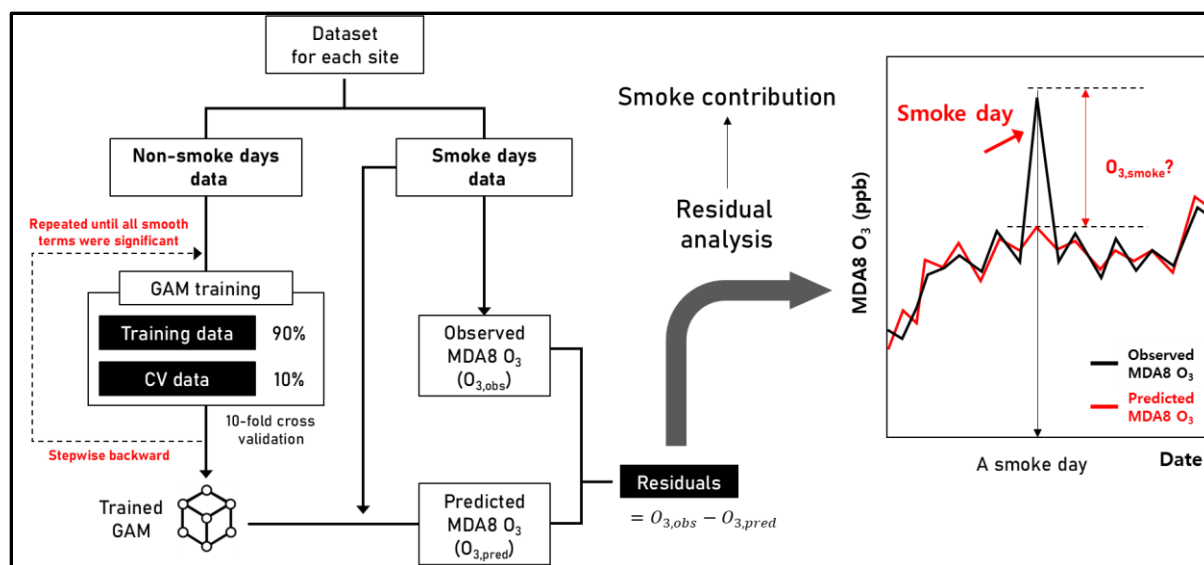 Dataset
for each site
Non-smoke days
data
Smoke days
data
Repeated until all smooth
terms were significant
GAM training
Training data
90%
CV data
10%
10-fold cross
validation
Stepwise backward
Trained
GAM
Observed
MDA8 O₃
(O₃,obs)
Predicted
MDA8 O₃
(O₃,pred)
Residuals
= O₃,obs − O₃,pred
Smoke contribution
Residual
analysis
MDA8 O₃ (ppb)
Smoke day
O₃,smoke?
Observed
MDA8 O₃
Predicted
MDA8 O₃
A smoke day
Date